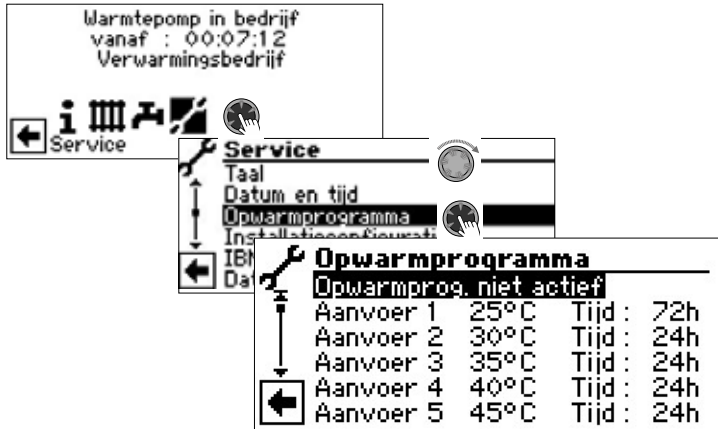 Warmtepomp in bedrijf
vanaf : 00:07:12
Verwarmingsbedrijf
Service
Service
Taal
Datum en tijd
Opwarmprogramma
Opwarmprogramma
Opwarmprog. niet actief
Aanvoer 1 25°C Tijd : 72h
Aanvoer 2 30°C Tijd : 24h
Aanvoer 3 35°C Tijd : 24h
Aanvoer 4 40°C Tijd : 24h
Aanvoer 5 45°C Tijd : 24h